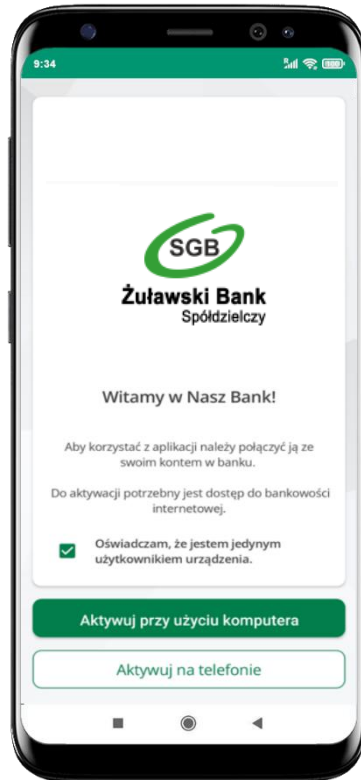 9:34
SGB
Żuławski Bank
Spółdzielczy
Witamy w Nasz Bank!
Aby korzystać z aplikacji należy połączyć ją ze
swoim kontem w banku.
Do aktywacji potrzebny jest dostęp do bankowości
internetowej.
Oświadczam, że jestem jedynym
użytkownikiem urządzenia.
Aktywuj przy użyciu komputera
Aktywuj na telefonie